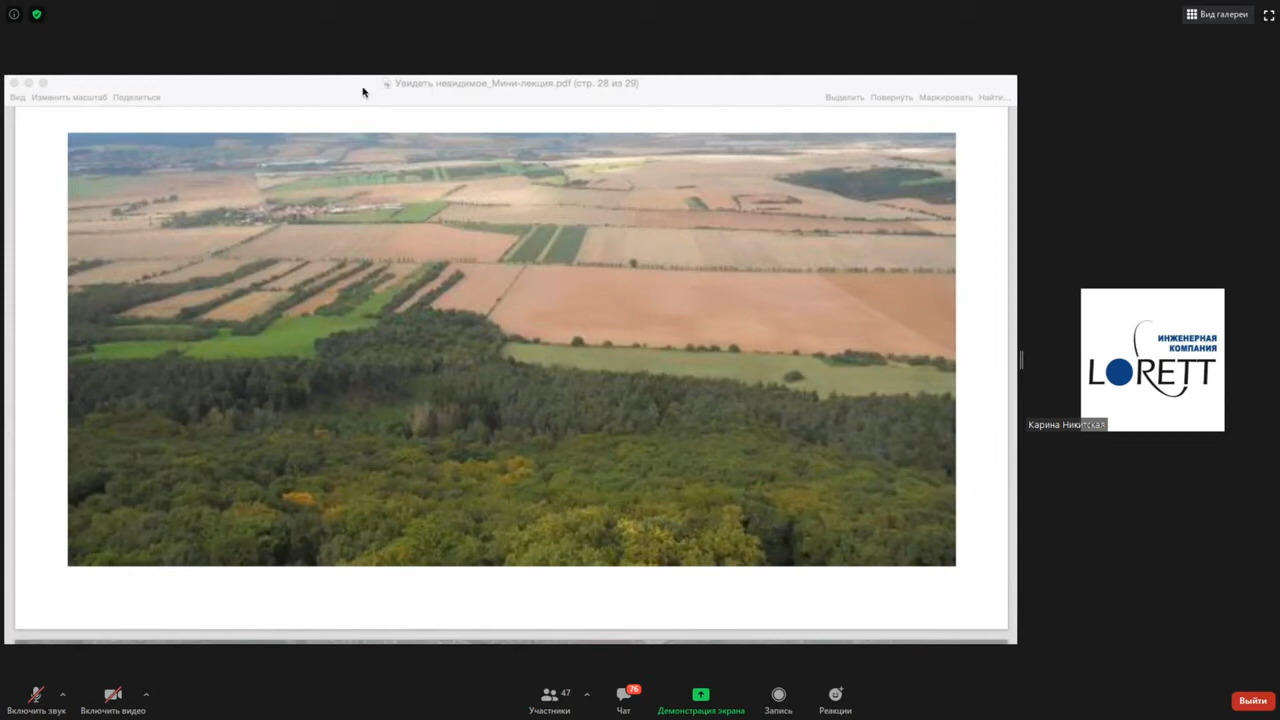 Вид галереи
Увидеть невидимое_Мини-лекция.pdf (стр. 28 из 29)
Вид Изменить масштаб Поделиться
Выделить Повернуть Маркировать Найти...
ИНЖЕНЕРНАЯ
КОМПАНИЯ
LORETT
Карина Никитская
47
76
Включить звук
Включить видео
Участники
Чат
Демонстрация экрана
Запись
Реакции
Выйти